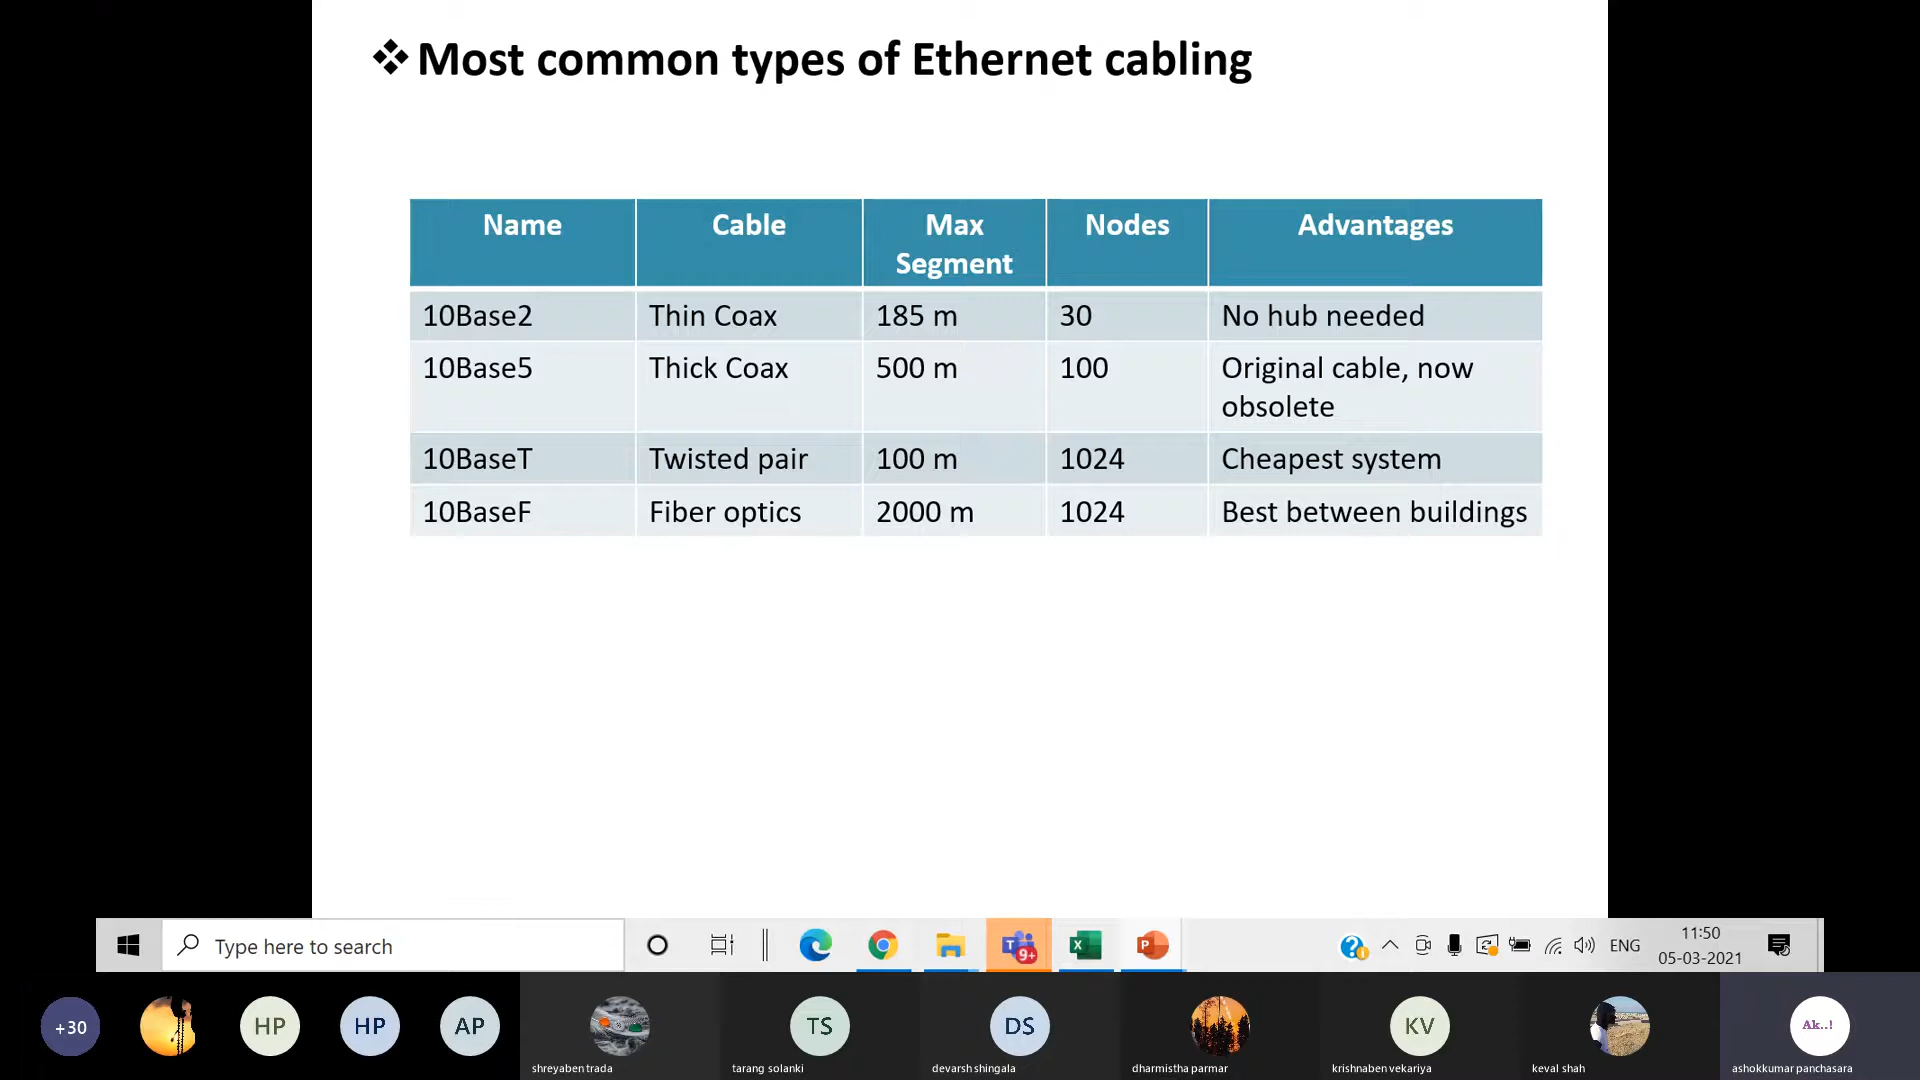 ❖ Most common types of Ethernet cabling
Name Cable Max Segment Nodes Advantages
10Base2 Thin Coax 185 m 30 No hub needed
10Base5 Thick Coax 500 m 100 Original cable, now obsolete
10BaseT Twisted pair 100 m 1024 Cheapest system
10BaseF Fiber optics 2000 m 1024 Best between buildings
Type here to search
9+
ENG
11:50
05-03-2021
+30
HP
HP
AP
TS
DS
KV
Ak..!
shreyaben trada
tarang solanki
devarsh shingala
dharmistha parmar
krishnaben vekariya
keval shah
ashokkumar panchasara